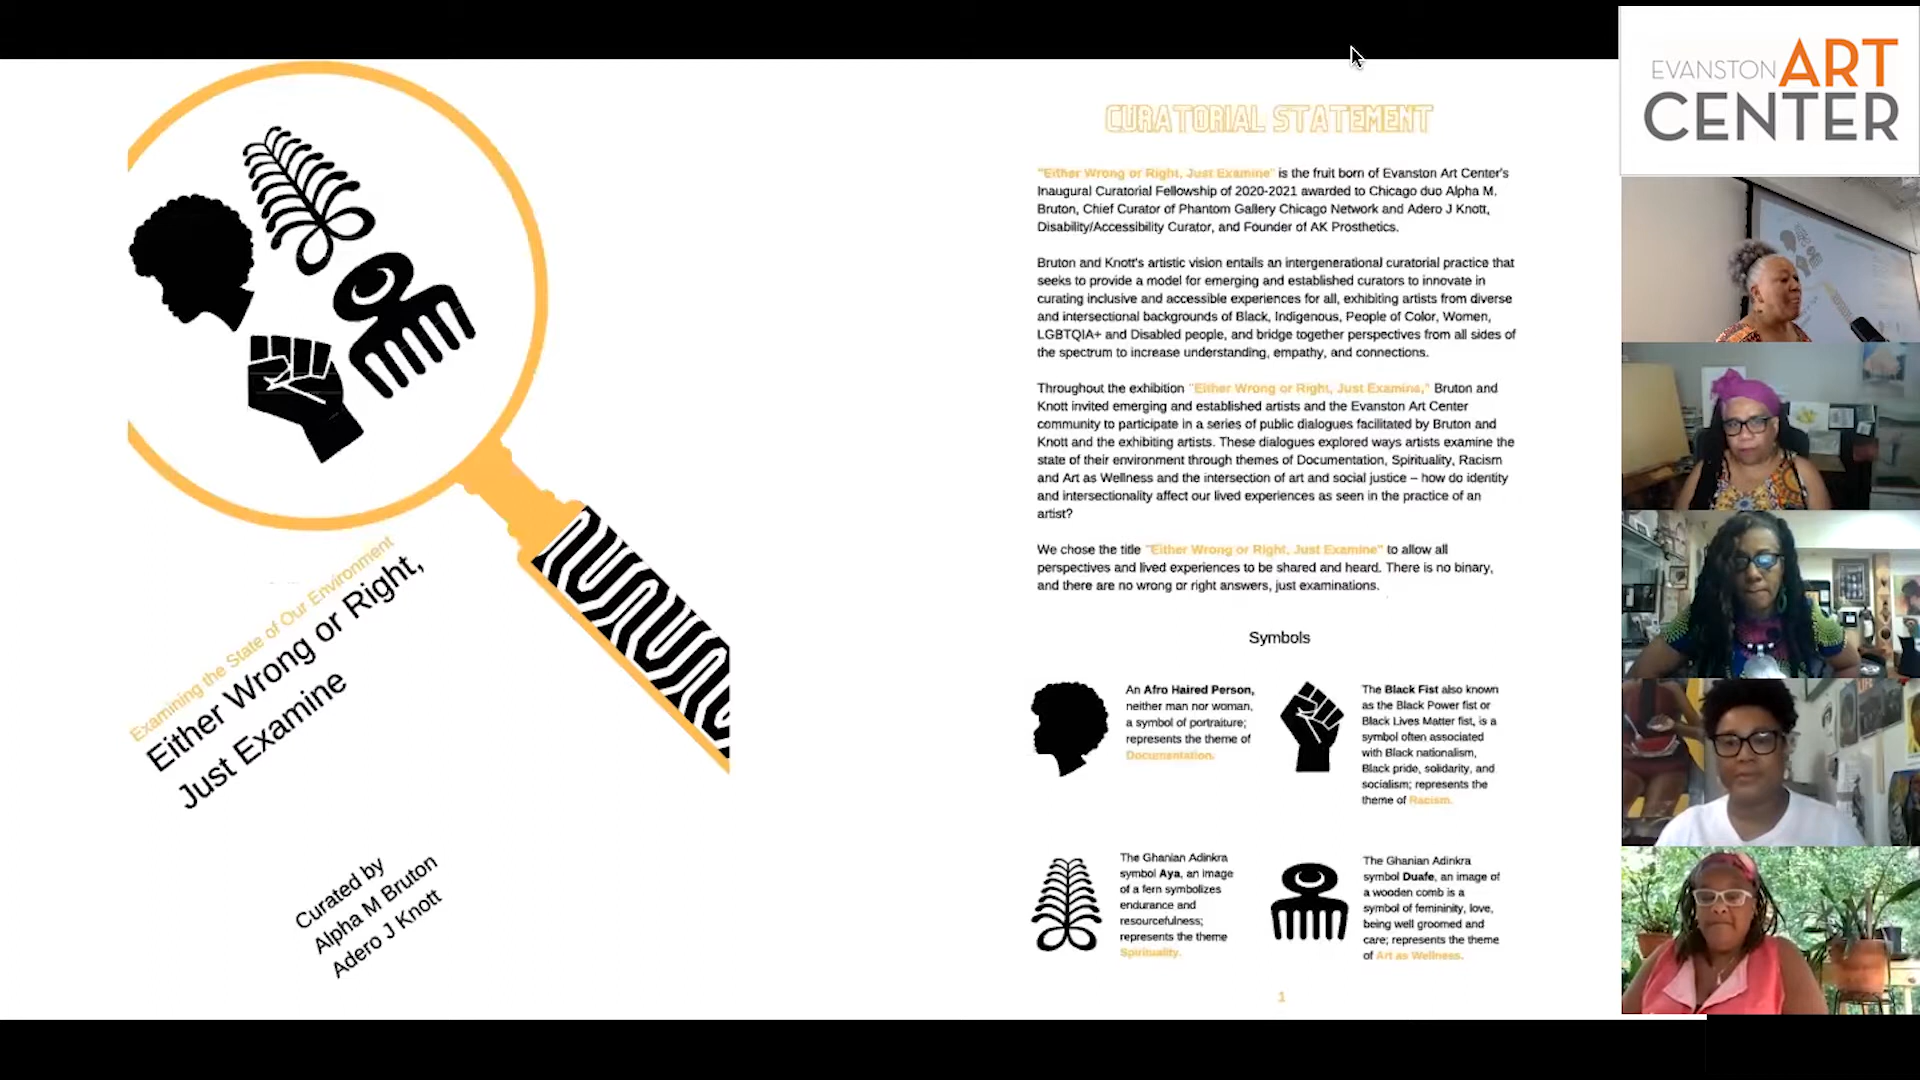 Examining the State of Our Environment
Either Wrong or Right,
Just Examine
Curated by
Alpha M Bruton
Adero J Knott
CURATORIAL STATEMENT
"Either Wrong or Right, Just Examine" is the fruit born of Evanston Art Center's
Inaugural Curatorial Fellowship of 2020-2021 awarded to Chicago duo Alpha M.
Bruton, Chief Curator of Phantom Gallery Chicago Network and Adero J Knott,
Disability/Accessibility Curator, and Founder of AK Prosthetics.
Bruton and Knott's artistic vision entails an intergenerational curatorial practice that
seeks to provide a model for emerging and established curators to innovate in
curating inclusive and accessible experiences for all, exhibiting artists from diverse
and intersectional backgrounds of Black, Indigenous, People of Color, Women,
LGBTQIA+ and Disabled people, and bridge together perspectives from all sides of
the spectrum to increase understanding, empathy, and connections.
Throughout the exhibition "Either Wrong or Right, Just Examine," Bruton and
Knott invited emerging and established artists and the Evanston Art Center
community to participate in a series of public dialogues facilitated by Bruton and
Knott and the exhibiting artists. These dialogues explored ways artists examine the
state of their environment through themes of Documentation, Spirituality, Racism
and Art as Wellness and the intersection of art and social justice – how do identity
and intersectionality affect our lived experiences as seen in the practice of an
artist?
We chose the title "Either Wrong or Right, Just Examine" to allow all
perspectives and lived experiences to be shared and heard. There is no binary,
and there are no wrong or right answers, just examinations.
Symbols
An Afro Haired Person,
neither man nor woman,
a symbol of portraiture;
represents the theme of
Documentation.
The Black Fist also known
as the Black Power fist or
Black Lives Matter fist, is a
symbol often associated
with Black nationalism,
Black pride, solidarity, and
socialism; represents the
theme of Racism.
The Ghanian Adinkra
symbol Aya, an image
of a fern symbolizes
endurance and
resourcefulness;
represents the theme
Spirituality.
The Ghanian Adinkra
symbol Duafe, an image of
a wooden comb is a
symbol of femininity, love,
being well groomed and
care; represents the theme
of Art as Wellness.
1
EVANSTON ART
CENTER